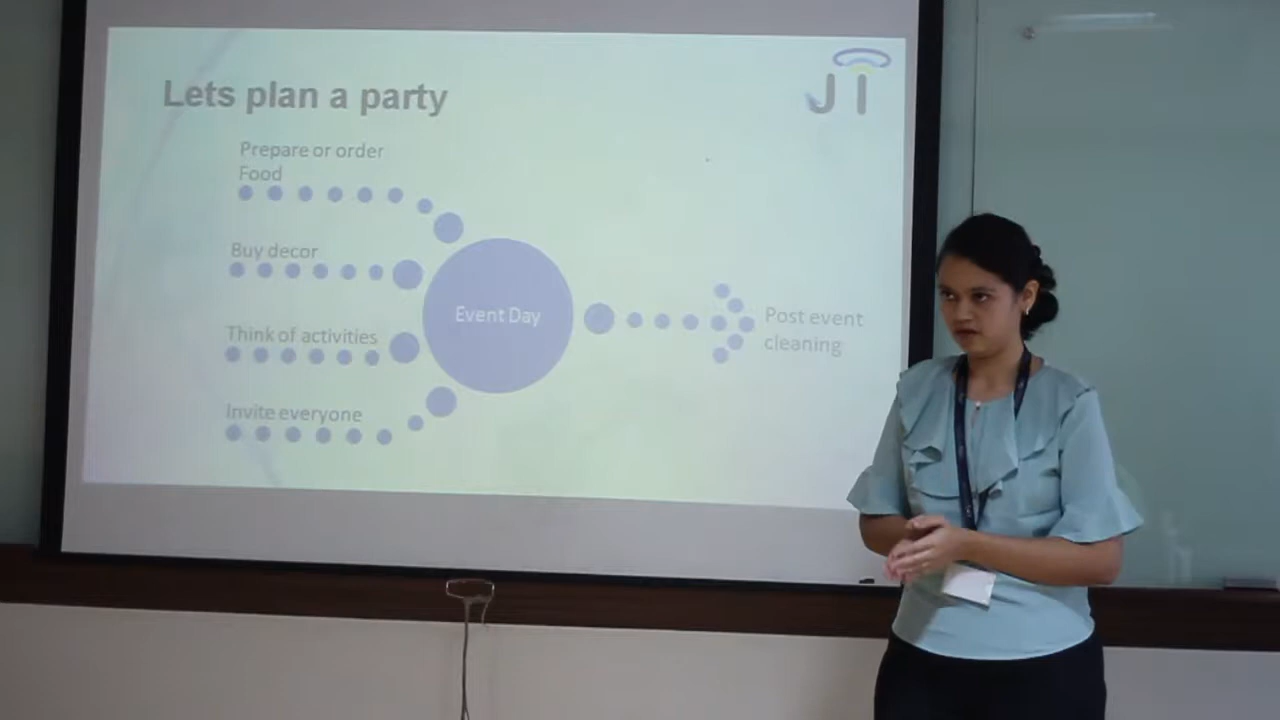 Lets plan a party
JI
Prepare or order
Food
Buy decor
Think of activities
Invite everyone
Event Day
Post event
cleaning